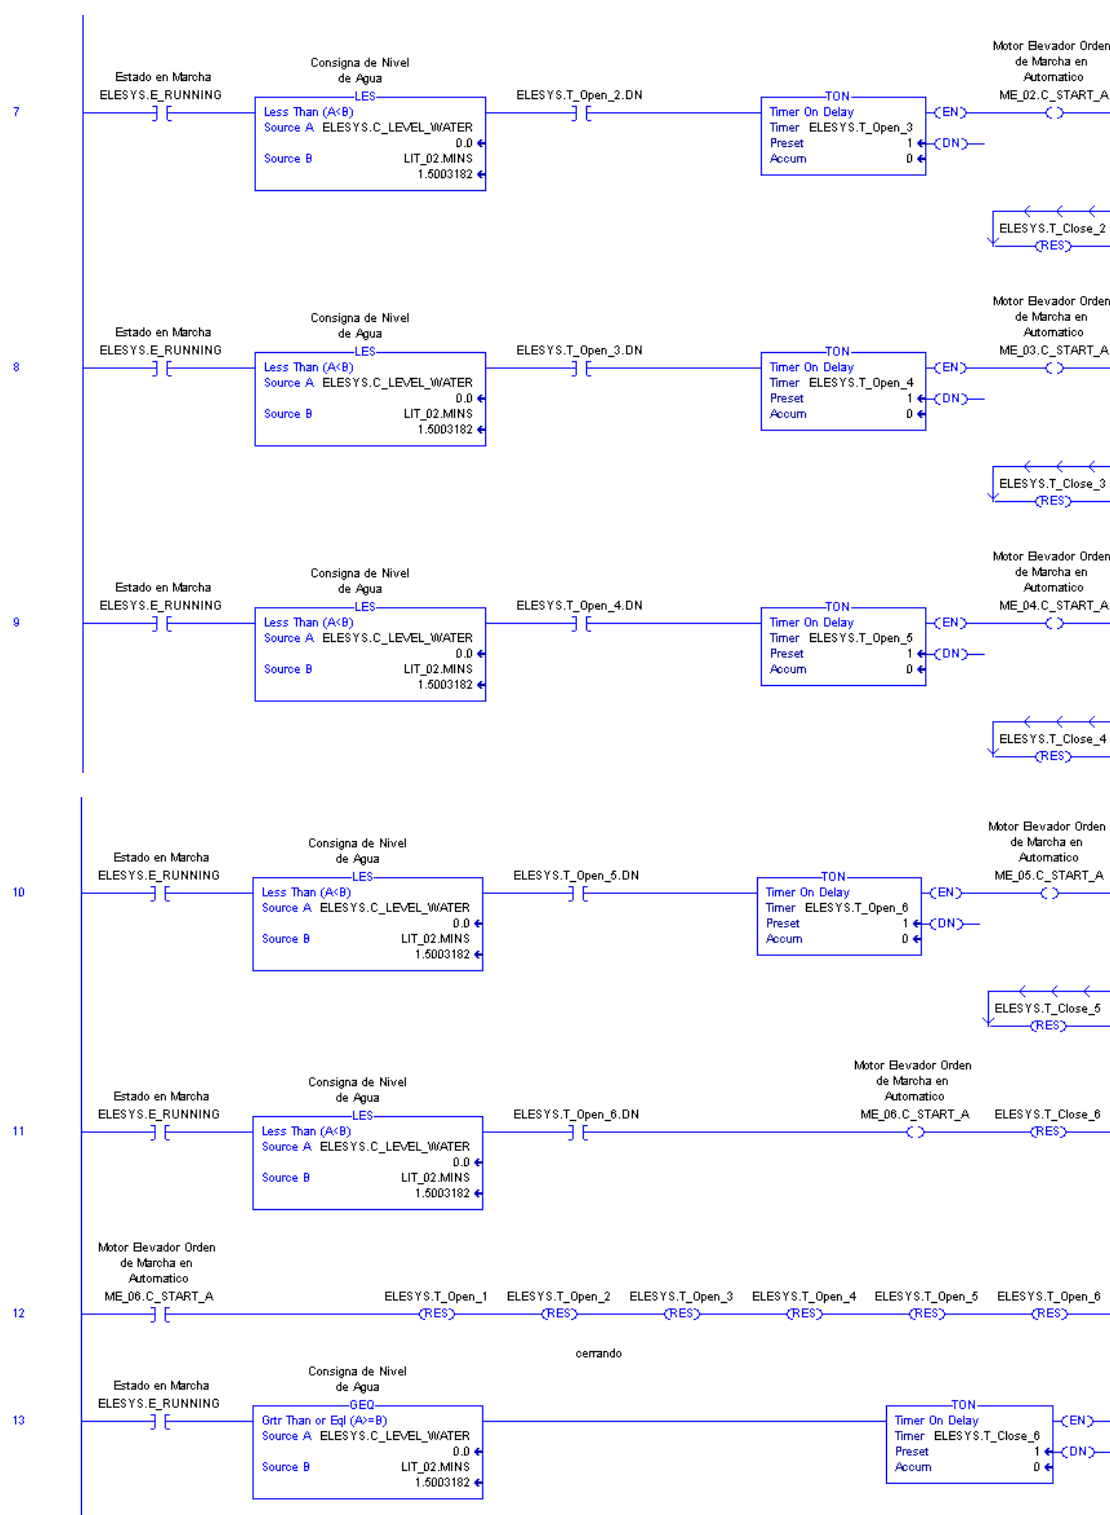 Motor Elevador Orden
de Marcha en
Automatico
ME_02.C_START_A
Consigna de Nivel
de Agua
Estado en Marcha
ELESYS.E_RUNNING
7
LES
Less Than (A<B)
Source A ELESYS.C_LEVEL_WATER
0.0
Source B LIT_02.MINS
1.5003182
ELESYS.T_Open_2.DN
TON
Timer On Delay
Timer ELESYS.T_Open_3
Preset 1
Accum 0
EN
DN
ELESYS.T_Close_2
RES
Motor Elevador Orden
de Marcha en
Automatico
ME_03.C_START_A
Consigna de Nivel
de Agua
Estado en Marcha
ELESYS.E_RUNNING
8
LES
Less Than (A<B)
Source A ELESYS.C_LEVEL_WATER
0.0
Source B LIT_02.MINS
1.5003182
ELESYS.T_Open_3.DN
TON
Timer On Delay
Timer ELESYS.T_Open_4
Preset 1
Accum 0
EN
DN
ELESYS.T_Close_3
RES
Motor Elevador Orden
de Marcha en
Automatico
ME_04.C_START_A
Consigna de Nivel
de Agua
Estado en Marcha
ELESYS.E_RUNNING
9
LES
Less Than (A<B)
Source A ELESYS.C_LEVEL_WATER
0.0
Source B LIT_02.MINS
1.5003182
ELESYS.T_Open_4.DN
TON
Timer On Delay
Timer ELESYS.T_Open_5
Preset 1
Accum 0
EN
DN
ELESYS.T_Close_4
RES
Motor Elevador Orden
de Marcha en
Automatico
ME_05.C_START_A
Consigna de Nivel
de Agua
Estado en Marcha
ELESYS.E_RUNNING
10
LES
Less Than (A<B)
Source A ELESYS.C_LEVEL_WATER
0.0
Source B LIT_02.MINS
1.5003182
ELESYS.T_Open_5.DN
TON
Timer On Delay
Timer ELESYS.T_Open_6
Preset 1
Accum 0
EN
DN
ELESYS.T_Close_5
RES
Motor Elevador Orden
de Marcha en
Automatico
ME_06.C_START_A
Consigna de Nivel
de Agua
Estado en Marcha
ELESYS.E_RUNNING
11
LES
Less Than (A<B)
Source A ELESYS.C_LEVEL_WATER
0.0
Source B LIT_02.MINS
1.5003182
ELESYS.T_Open_6.DN
ELESYS.T_Close_6
RES
Motor Elevador Orden
de Marcha en
Automatico
ME_06.C_START_A
12
ELESYS.T_Open_1 ELESYS.T_Open_2 ELESYS.T_Open_3 ELESYS.T_Open_4 ELESYS.T_Open_5 ELESYS.T_Open_6
RES RES RES RES RES RES
cerrando
Consigna de Nivel
de Agua
Estado en Marcha
ELESYS.E_RUNNING
13
GEQ
Grtr Than or Eql (A>=B)
Source A ELESYS.C_LEVEL_WATER
0.0
Source B LIT_02.MINS
1.5003182
TON
Timer On Delay
Timer ELESYS.T_Close_6
Preset 1
Accum 0
EN
DN